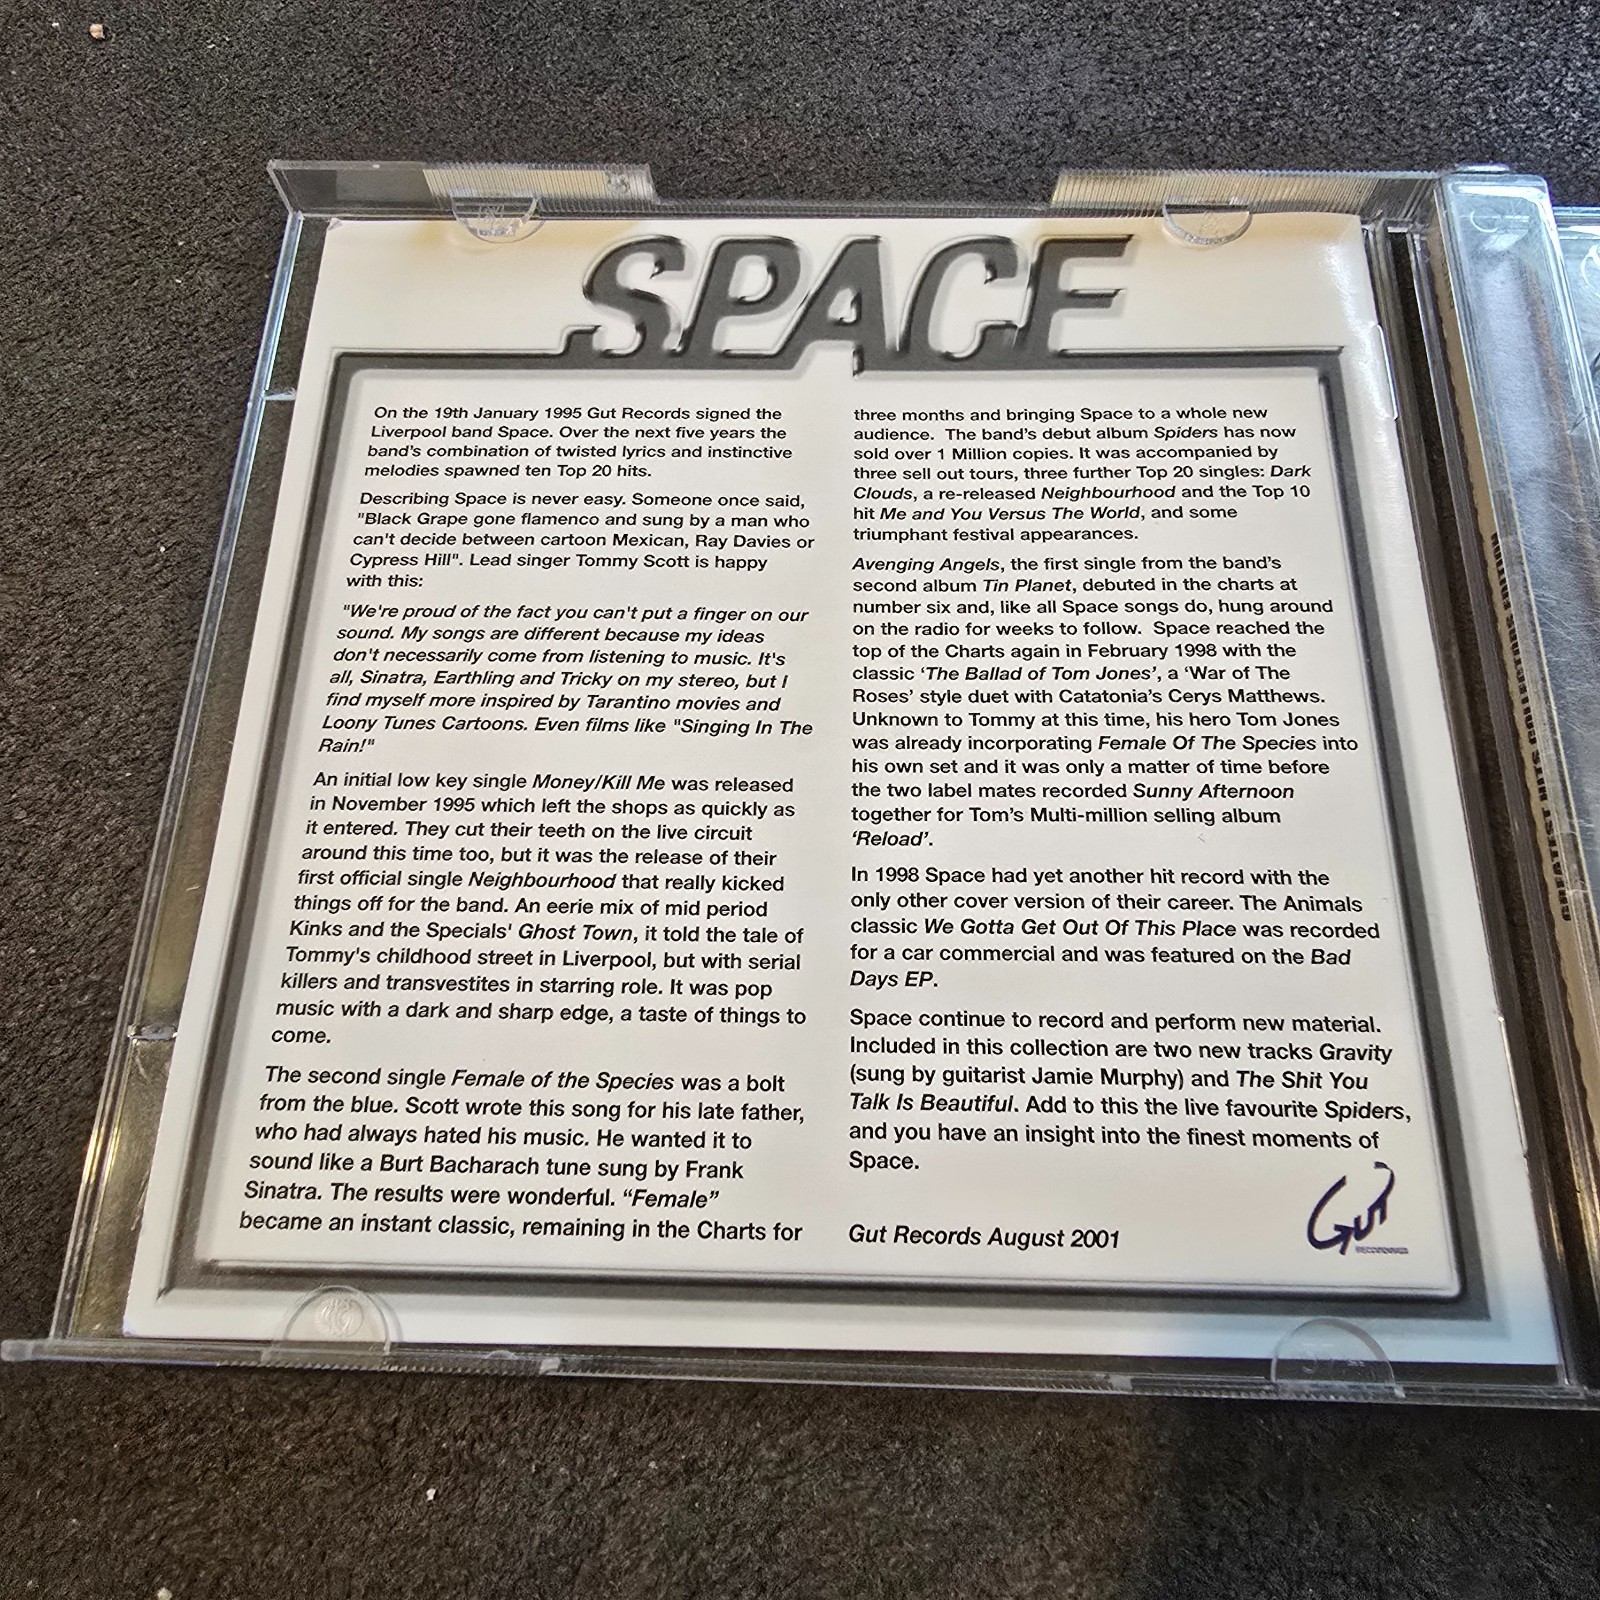 SPACE
On the 19th January 1995 Gut Records signed the
Liverpool band Space. Over the next five years the
band's combination of twisted lyrics and instinctive
melodies spawned ten Top 20 hits.
Describing Space is never easy. Someone once said,
"Black Grape gone flamenco and sung by a man who
can't decide between cartoon Mexican, Ray Davies or
Cypress Hill". Lead singer Tommy Scott is happy
with this:
"We're proud of the fact you can't put a finger on our
sound. My songs are different because my ideas
don't necessarily come from listening to music. It's
all, Sinatra, Earthling and Tricky on my stereo, but I
find myself more inspired by Tarantino movies and
Loony Tunes Cartoons. Even films like "Singing In The
Rain!"
An initial low key single Money/Kill Me was released
in November 1995 which left the shops as quickly as
it entered. They cut their teeth on the live circuit
around this time too, but it was the release of their
first official single Neighbourhood that really kicked
things off for the band. An eerie mix of mid period
Kinks and the Specials' Ghost Town, it told the tale of
Tommy's childhood street in Liverpool, but with serial
killers and transvestites in starring role. It was pop
music with a dark and sharp edge, a taste of things to
come.
The second single Female of the Species was a bolt
from the blue. Scott wrote this song for his late father,
who had always hated his music. He wanted it to
sound like a Burt Bacharach tune sung by Frank
Sinatra. The results were wonderful. “Female”
became an instant classic, remaining in the Charts for
three months and bringing Space to a whole new
audience. The band's debut album Spiders has now
sold over 1 Million copies. It was accompanied by
three sell out tours, three further Top 20 singles: Dark
Clouds, a re-released Neighbourhood and the Top 10
hit Me and You Versus The World, and some
triumphant festival appearances.
Avenging Angels, the first single from the band's
second album Tin Planet, debuted in the charts at
number six and, like all Space songs do, hung around
on the radio for weeks to follow. Space reached the
top of the Charts again in February 1998 with the
classic ‘The Ballad of Tom Jones’, a ‘War of The
Roses’ style duet with Catatonia's Cerys Matthews.
Unknown to Tommy at this time, his hero Tom Jones
was already incorporating Female Of The Species into
his own set and it was only a matter of time before
the two label mates recorded Sunny Afternoon
together for Tom's Multi-million selling album
‘Reload’.
In 1998 Space had yet another hit record with the
only other cover version of their career. The Animals
classic We Gotta Get Out Of This Place was recorded
for a car commercial and was featured on the Bad
Days EP.
Space continue to record and perform new material.
Included in this collection are two new tracks Gravity
(sung by guitarist Jamie Murphy) and The Shit You
Talk Is Beautiful. Add to this the live favourite Spiders,
and you have an insight into the finest moments of
Space.
Gut Records August 2001
Gut
RECORDINGS
GREATEST HITS COLLECTORS EDITION